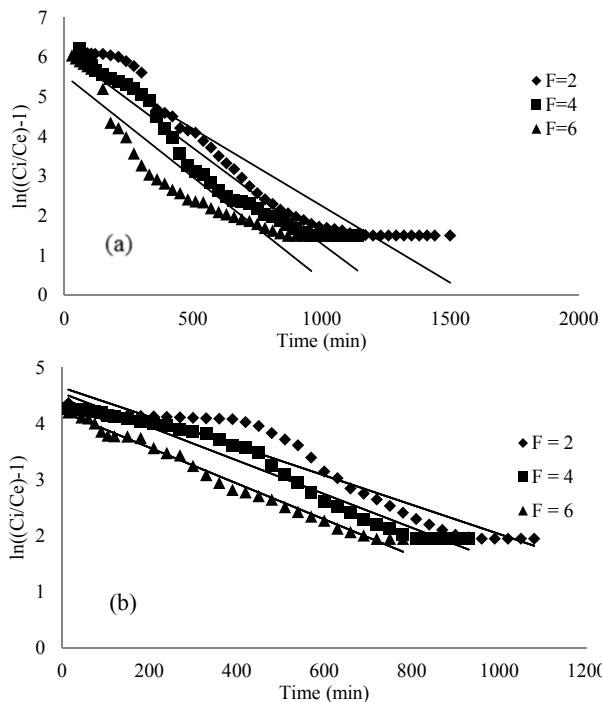 7
6
5
4
3
2
1
0
ln((Ci/Ce)-1)
F=2
F=4
F=6
(a)
0 500 1000 1500 2000
Time (min)
5
4
3
2
1
0
ln((Ci/Ce)-1)
F = 2
F = 4
F = 6
(b)
0 200 400 600 800 1000 1200
Time (min)